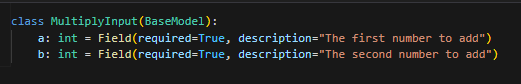 class MultiplyInput(BaseModel):
    a: int = Field(required=True, description="The first number to add")
    b: int = Field(required=True, description="The second number to add")